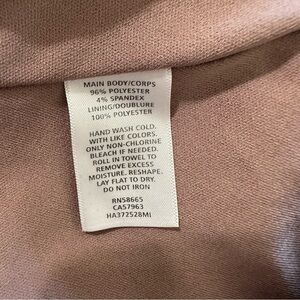 MAIN BODY/CORPS
96% POLYESTER
4% SPANDEX
LINING/DOUBLURE
100% POLYESTER
HAND WASH COLD.
WITH LIKE COLORS.
ONLY NON-CHLORINE
BLEACH IF NEEDED.
ROLL IN TOWEL TO
REMOVE EXCESS
MOISTURE. RESHAPE.
LAY FLAT TO DRY.
DO NOT IRON
RN58665
CA57963
HA372528MI